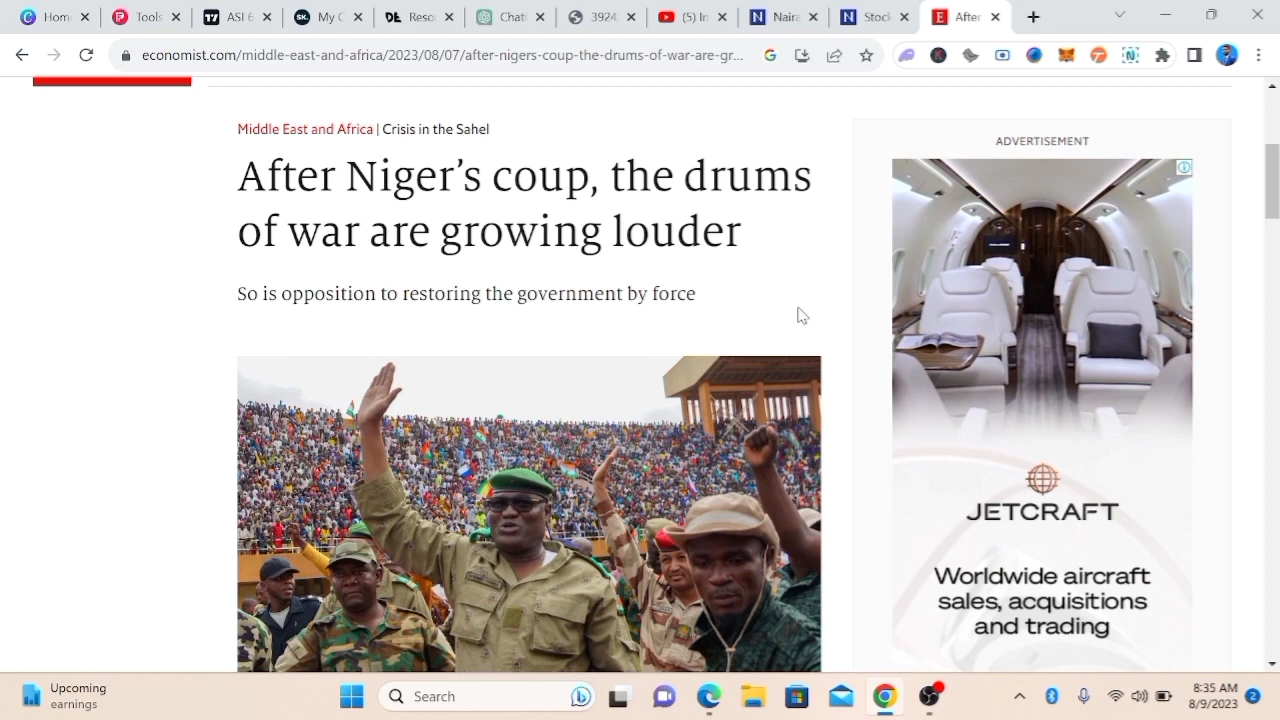 Home
Tools
My C
Reso
Chat
3924
(5) In
Naira
Stock
After
economist.com/middle-east-and-africa/2023/08/07/after-nigers-coup-the-drums-of-war-are-gr...
Middle East and Africa | Crisis in the Sahel
After Niger’s coup, the drums
of war are growing louder
So is opposition to restoring the government by force
ADVERTISEMENT
JETCRAFT
Worldwide aircraft
sales, acquisitions
and trading
Upcoming
earnings
Search
8:35 AM
8/9/2023
2